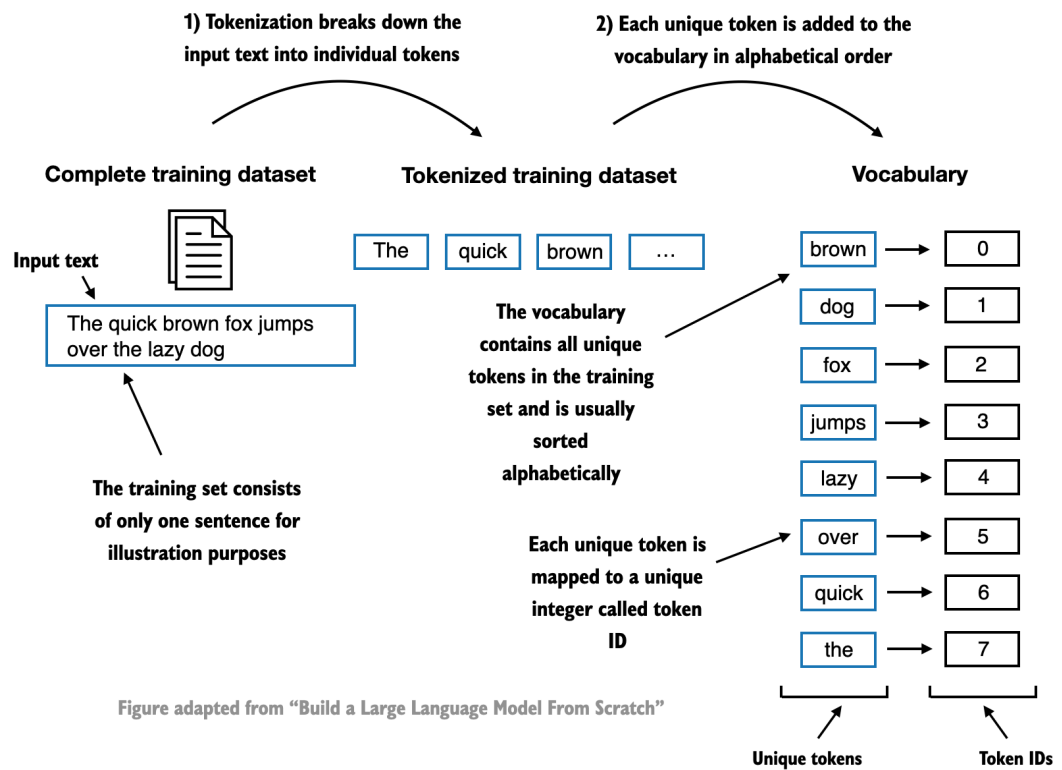 1) Tokenization breaks down the
input text into individual tokens
2) Each unique token is added to the
vocabulary in alphabetical order
Complete training dataset
Tokenized training dataset
Vocabulary
Input text
The quick brown fox jumps
over the lazy dog
The training set consists
of only one sentence for
illustration purposes
The
quick
brown
…
The vocabulary
contains all unique
tokens in the training
set and is usually
sorted
alphabetically
Each unique token is
mapped to a unique
integer called token
ID
brown 0
dog 1
fox 2
jumps 3
lazy 4
over 5
quick 6
the 7
Unique tokens
Token IDs
Figure adapted from “Build a Large Language Model From Scratch”